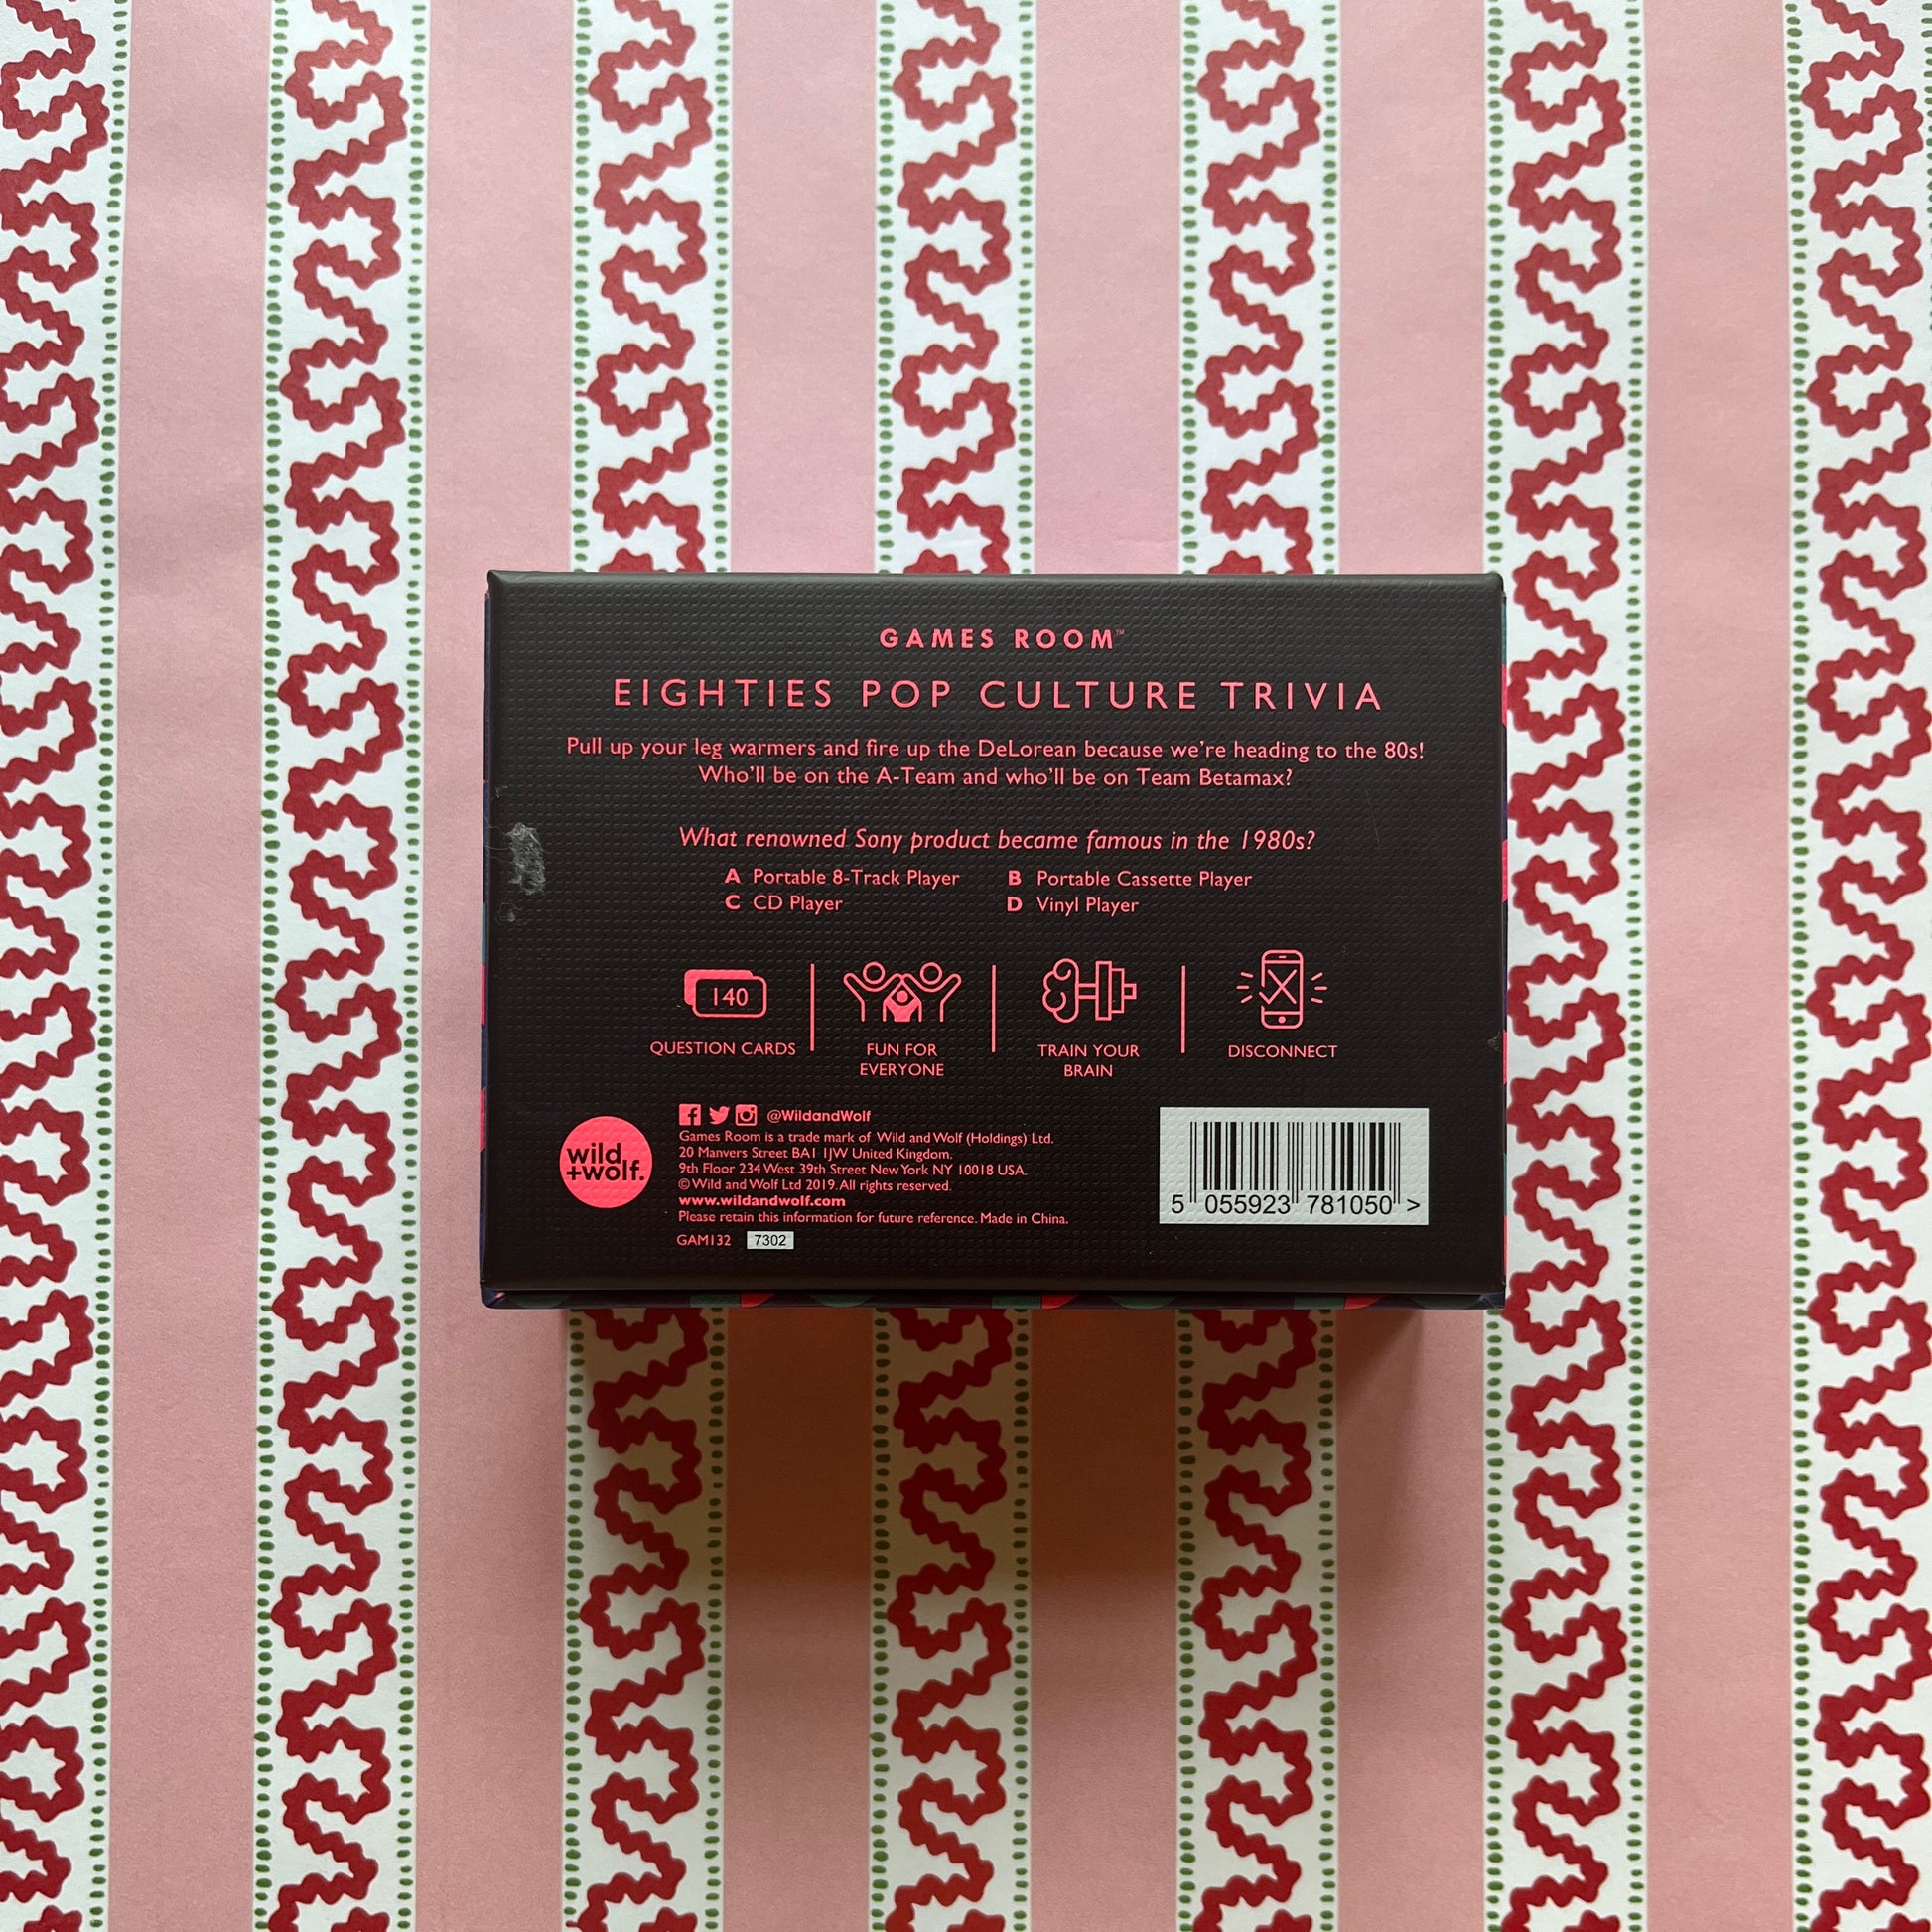 GAMES ROOM™
EIGHTIES POP CULTURE TRIVIA
Pull up your leg warmers and fire up the DeLorean because we're heading to the 80s!
Who'll be on the A-Team and who'll be on Team Betamax?
What renowned Sony product became famous in the 1980s?
A Portable 8-Track Player B Portable Cassette Player
C CD Player D Vinyl Player
140
QUESTION CARDS
FUN FOR
EVERYONE
TRAIN YOUR
BRAIN
DISCONNECT
wild
+wolf.
@WildandWolf
Games Room is a trade mark of Wild and Wolf (Holdings) Ltd.
20 Manvers Street BA1 1JW United Kingdom.
9th Floor 234 West 39th Street New York NY 10018 USA.
© Wild and Wolf Ltd 2019. All rights reserved.
www.wildandwolf.com
Please retain this information for future reference. Made in China.
GAM132 7302
5 055923 781050 >